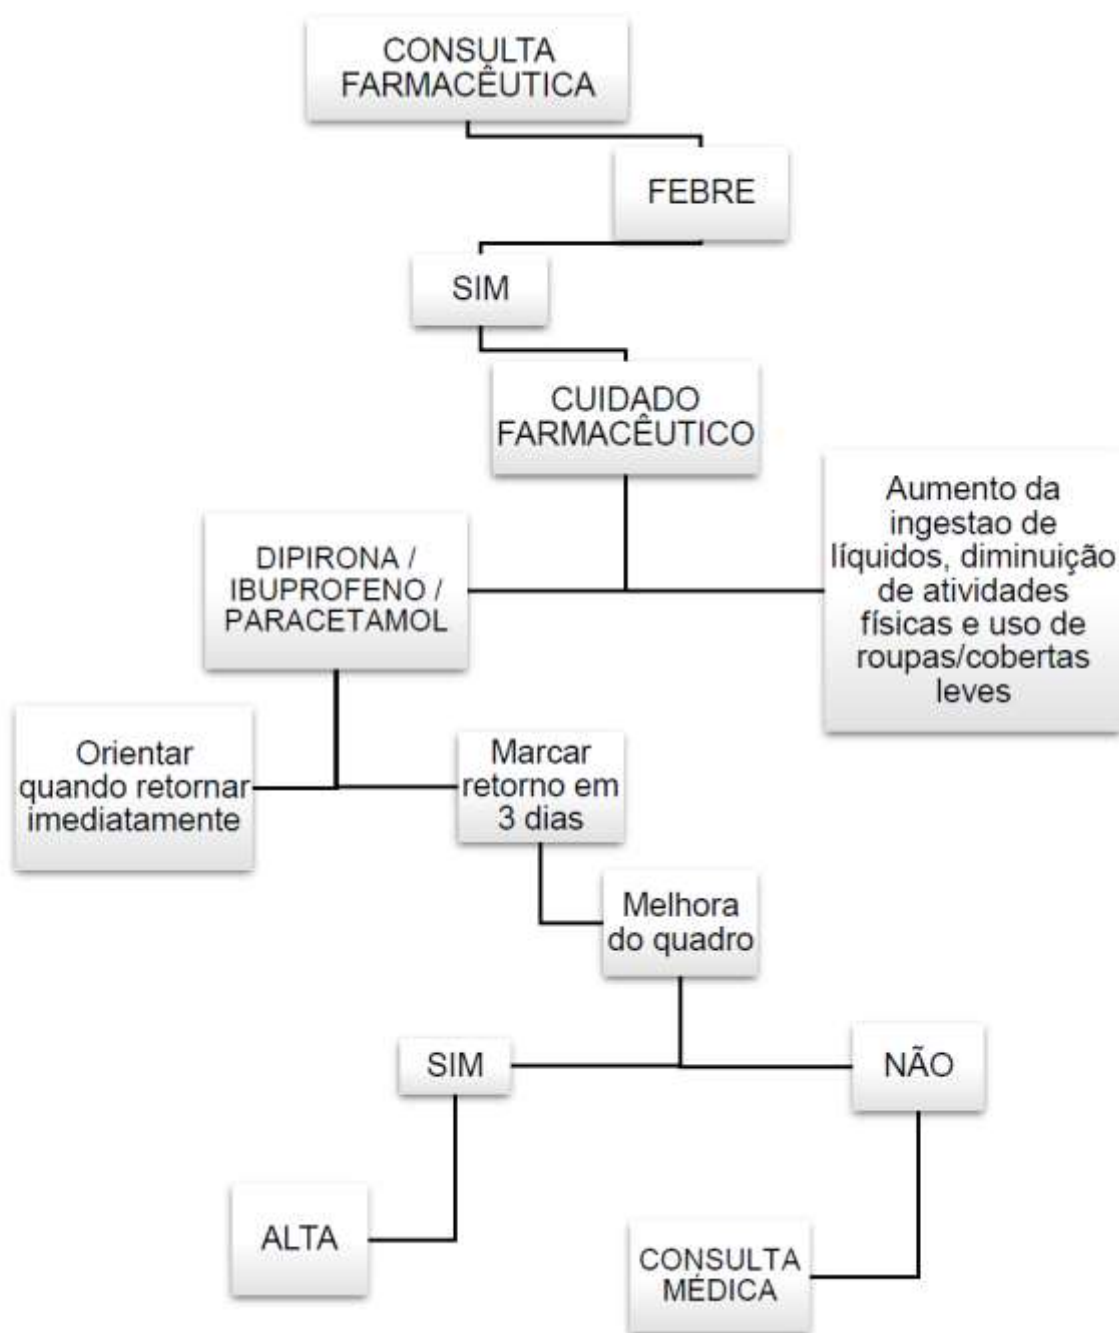 CONSULTA
FARMACÊUTICA
FEBRE
SIM
CUIDADO
FARMACÊUTICO
DIPIRONA /
IBUPROFENO /
PARACETAMOL
Aumento da
ingestao de
líquidos, diminuição
de atividades
físicas e uso de
roupas/cobertas
leves
Orientar
quando retornar
imediatamente
Marcar
retorno em
3 dias
Melhora
do quadro
SIM
NÃO
ALTA
CONSULTA
MÉDICA